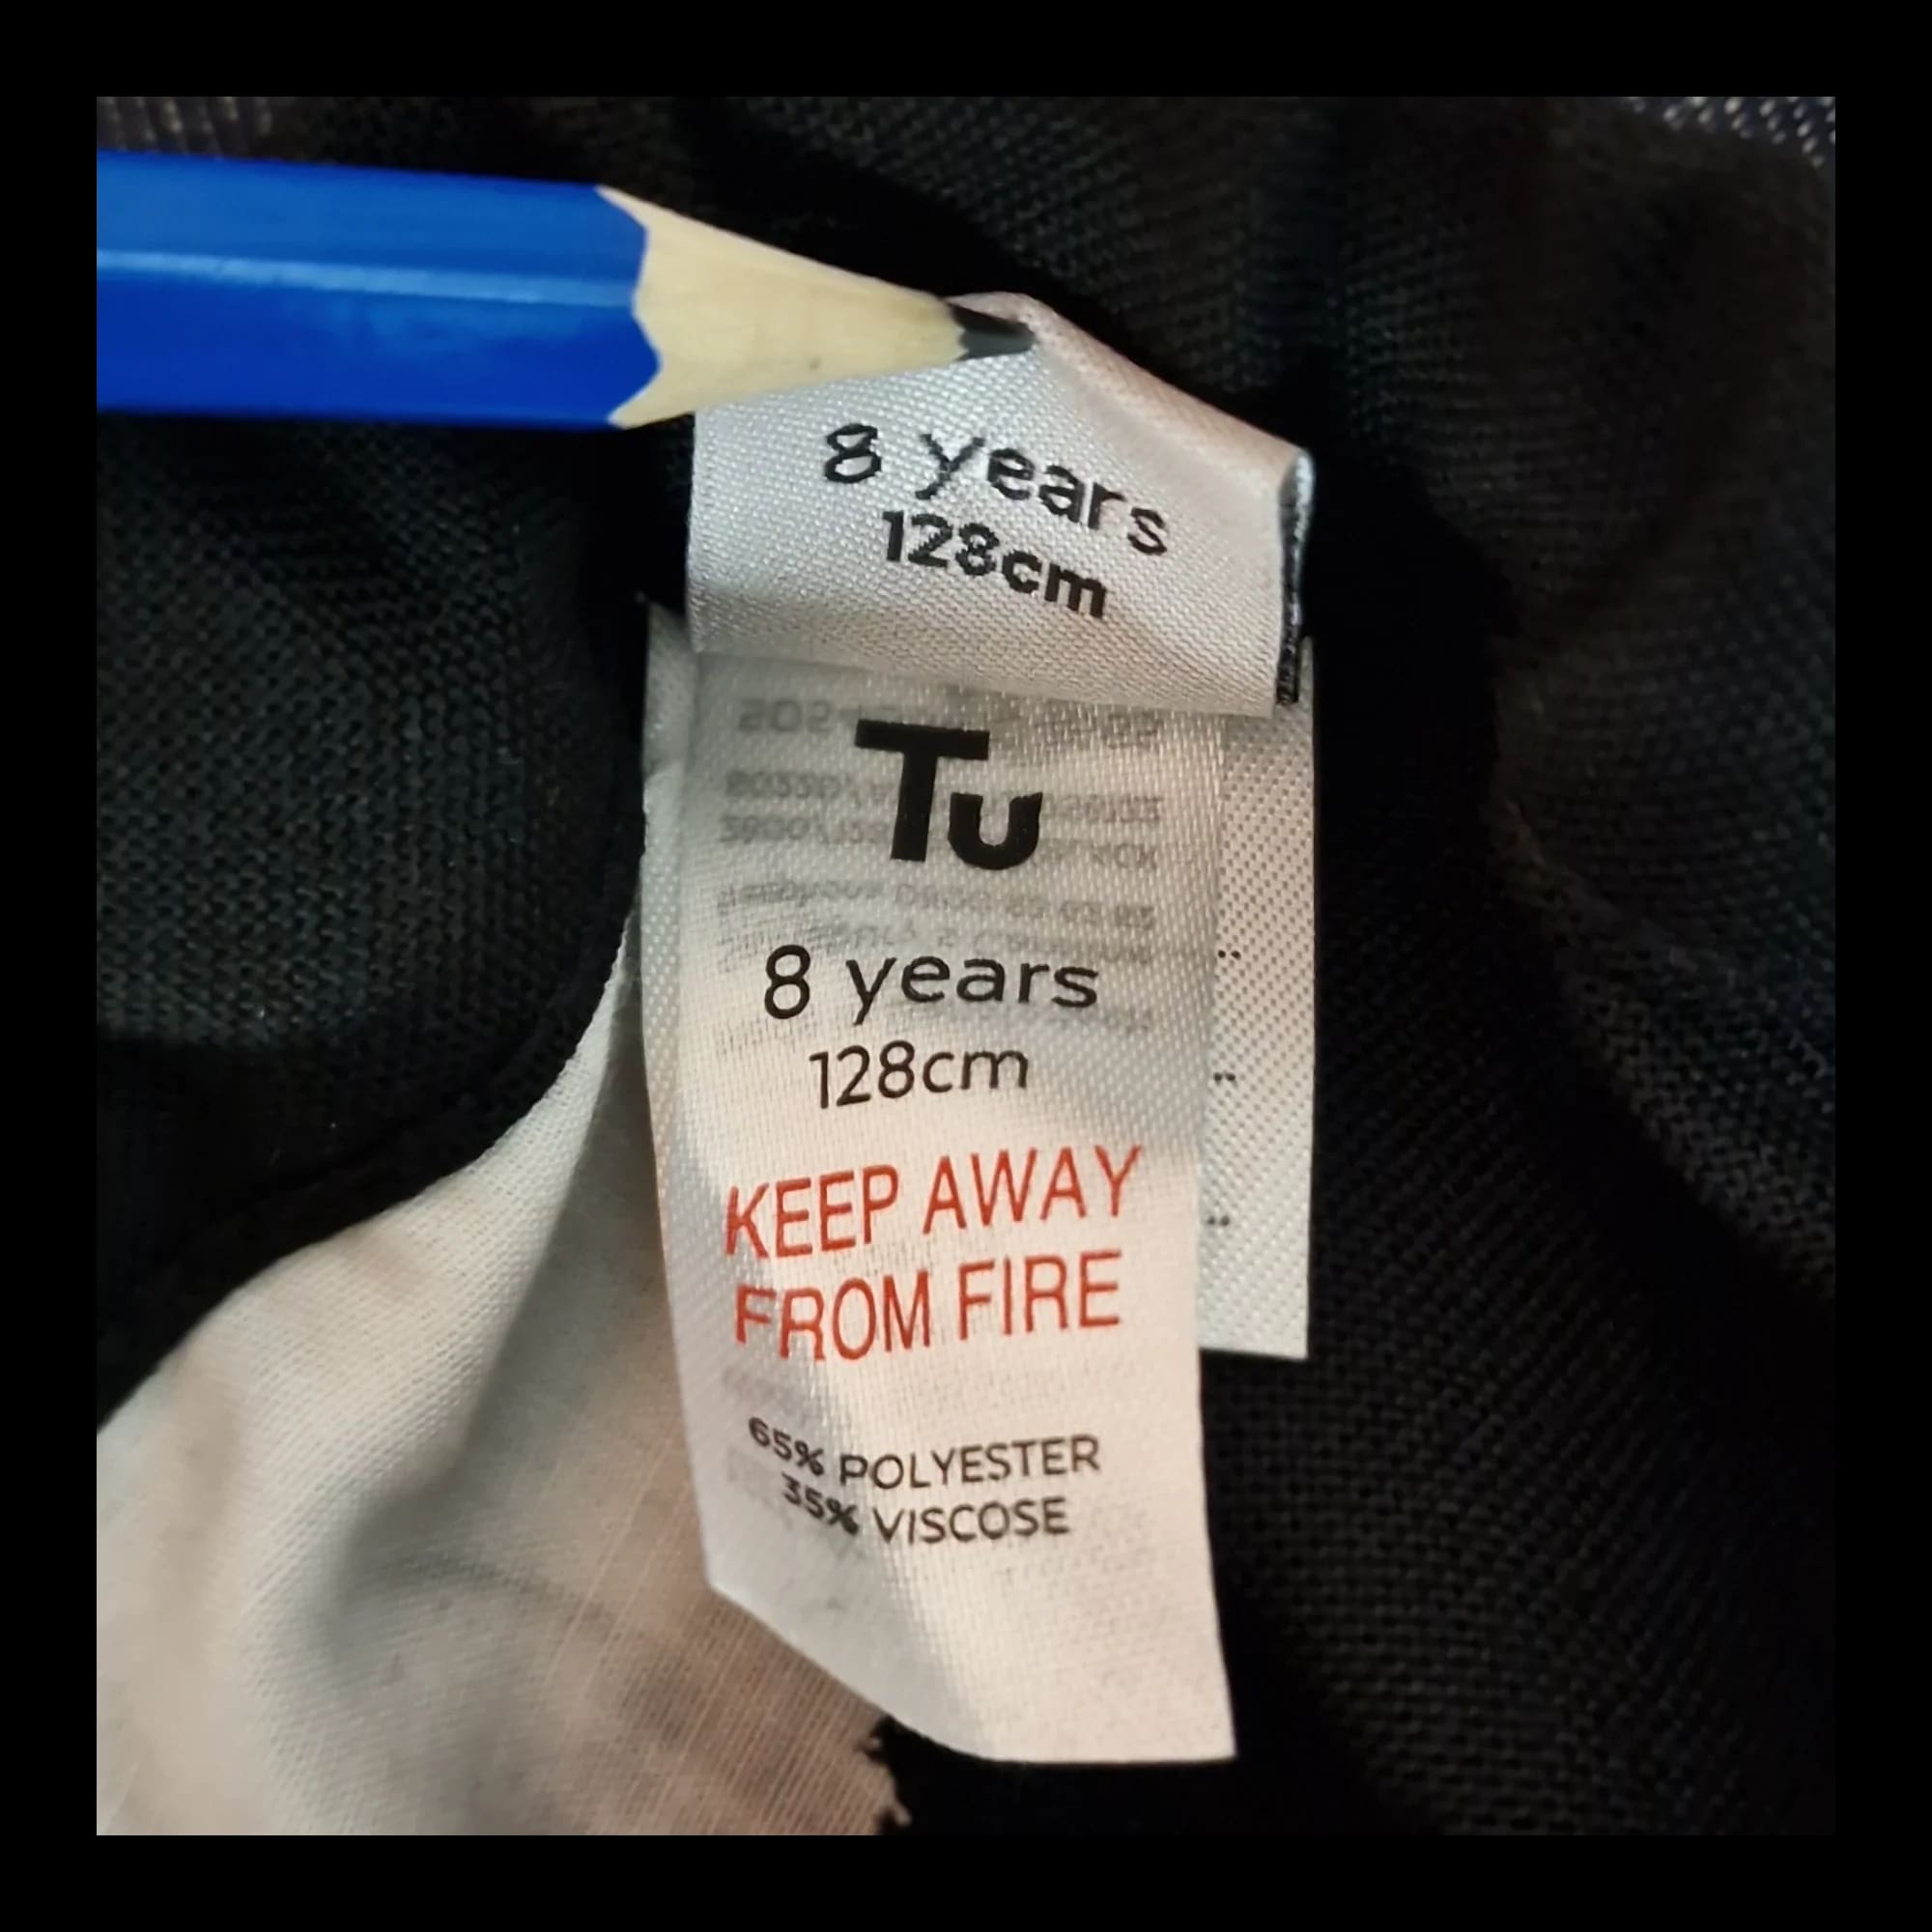 8 years
128cm
Tu
8 years
128cm
KEEP AWAY
FROM FIRE
65% POLYESTER
35% VISCOSE